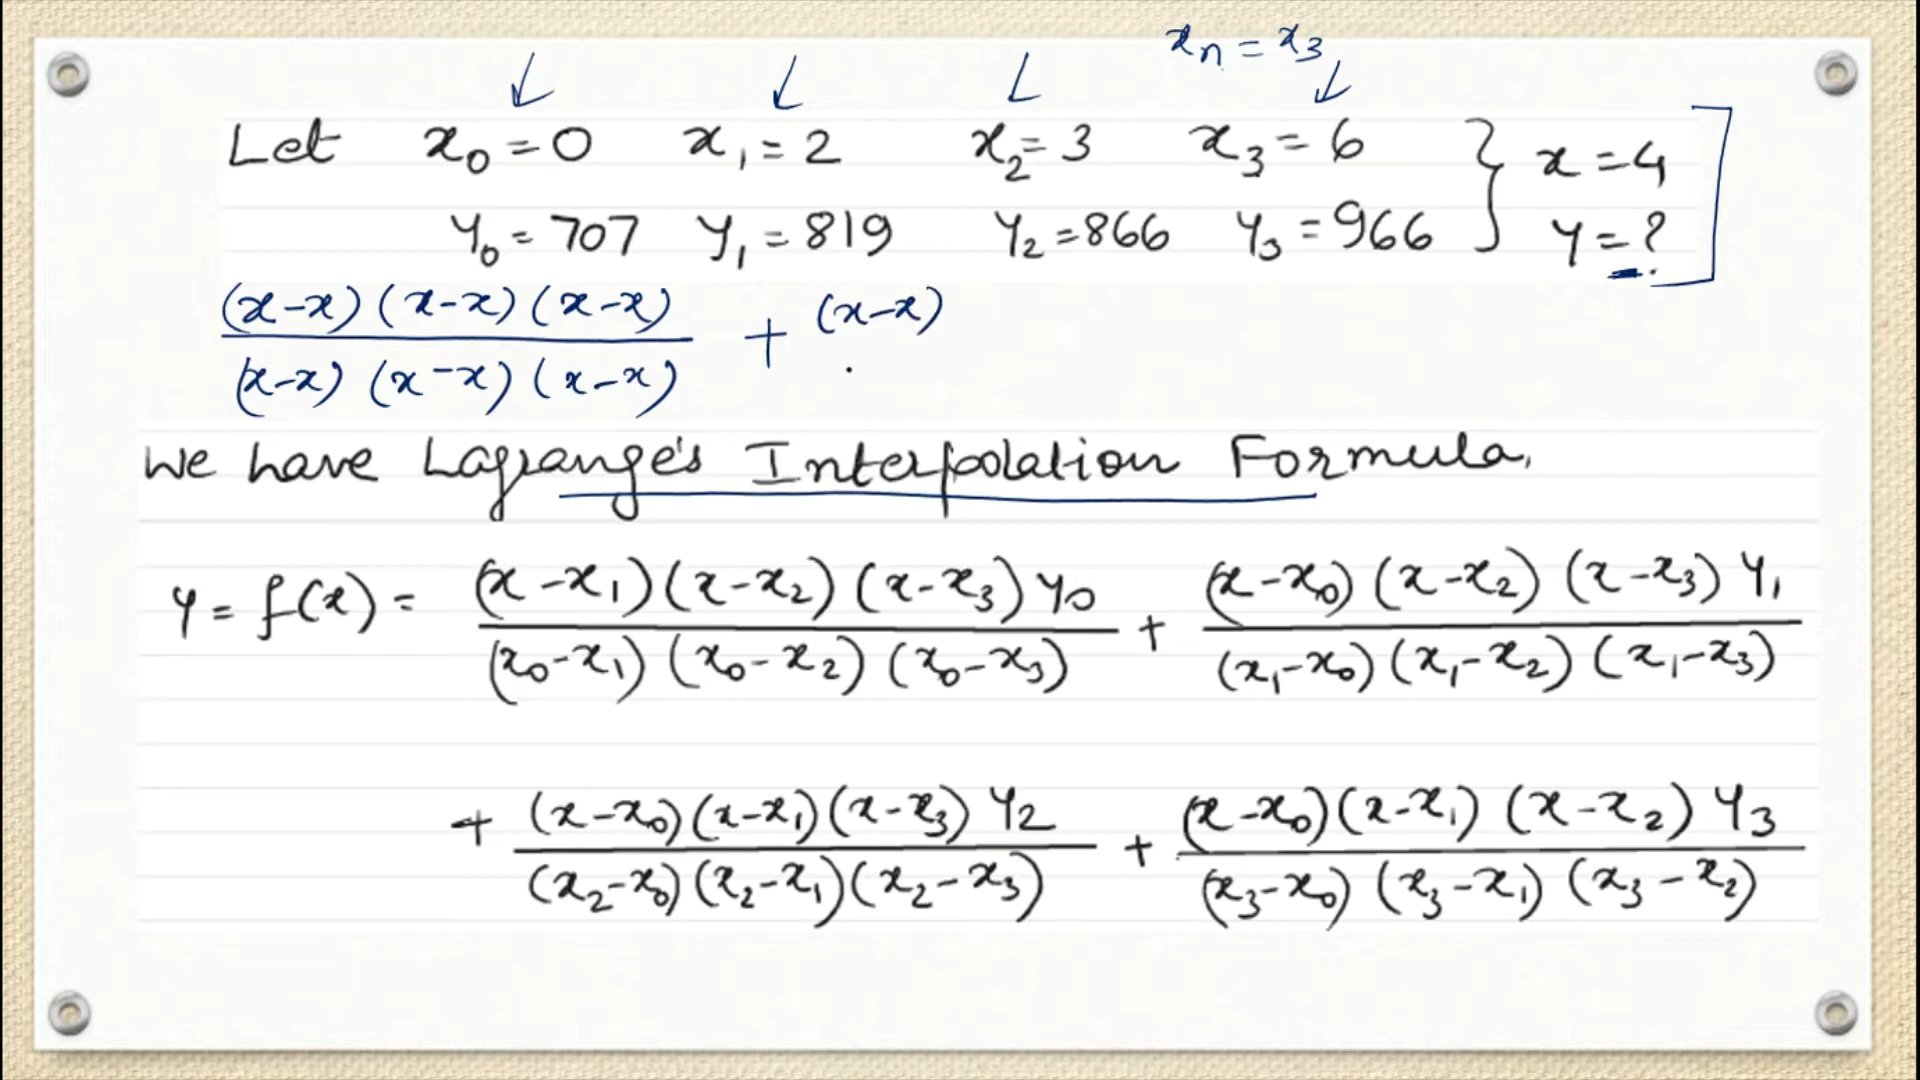 xn = x3
Let x0 = 0 x1 = 2 x2 = 3 x3 = 6 } x = 4
y0 = 707 y1 = 819 y2 = 866 y3 = 966 y = ?
(x-x) (x-x) (x-x) + (x-x)
(x-x) (x-x) (x-x)
We have Lagrange's Interpolation Formula,
y = f(x) = (x-x1)(x-x2)(x-x3) y0 / (x0-x1)(x0-x2)(x0-x3) + (x-x0)(x-x2)(x-x3) y1 / (x1-x0)(x1-x2)(x1-x3)
+ (x-x0)(x-x1)(x-x3) y2 / (x2-x0)(x2-x1)(x2-x3) + (x-x0)(x-x1)(x-x2) y3 / (x3-x0)(x3-x1)(x3-x2)